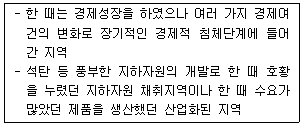 - 한 때는 경제성장을 하였으나 여러 가지 경제여
건의 변화로 장기적인 경제적 침체단계에 들어
간 지역
- 석탄 등 풍부한 지하자원의 개발로 한 때 호황
을 누렸던 지하자원 채취지역이나 한 때 수요가
많았던 제품을 생산했던 산업화된 지역